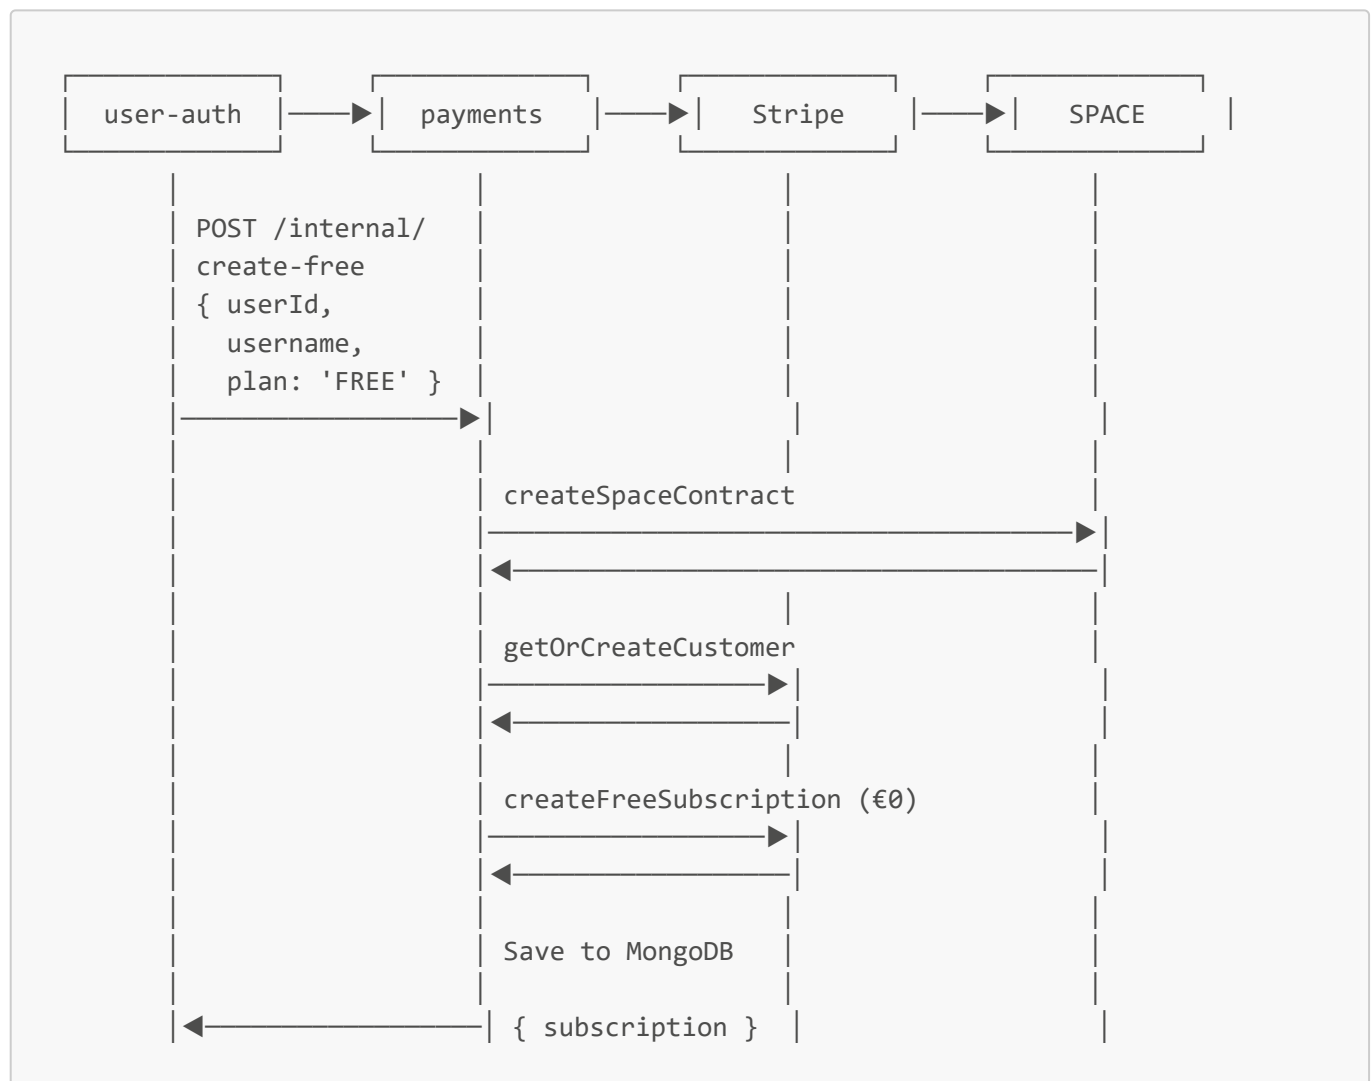 user-auth payments Stripe SPACE
POST /internal/
create-free
{ userId,
username,
plan: 'FREE' }
createSpaceContract
getOrCreateCustomer
createFreeSubscription (€0)
Save to MongoDB
{ subscription }